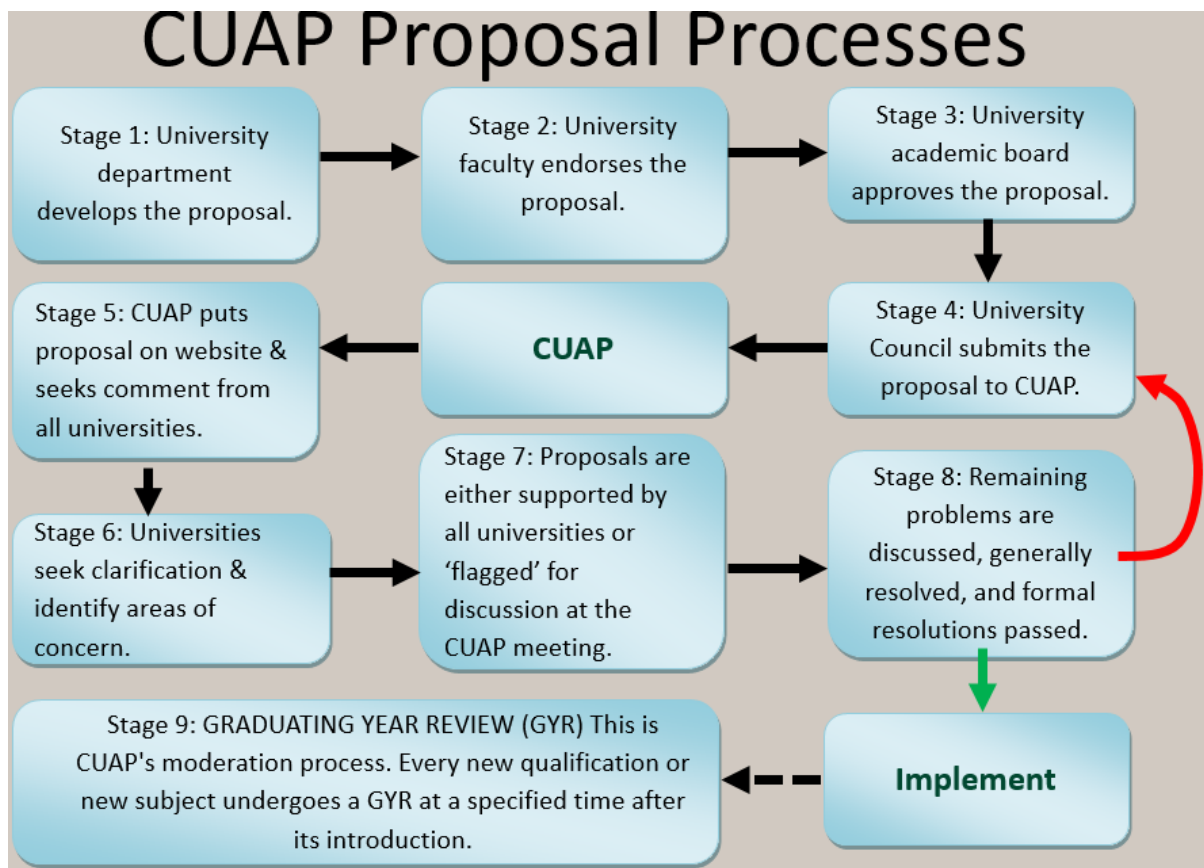 CUAP Proposal Processes
Stage 1: University
department
develops the proposal.
Stage 2: University
faculty endorses the
proposal.
Stage 3: University
academic board
approves the proposal.
Stage 4: University
Council submits the
proposal to CUAP.
CUAP
Stage 5: CUAP puts
proposal on website &
seeks comment from
all universities.
Stage 6: Universities
seek clarification &
identify areas of
concern.
Stage 7: Proposals are
either supported by
all universities or
‘flagged’ for
discussion at the
CUAP meeting.
Stage 8: Remaining
problems are
discussed, generally
resolved, and formal
resolutions passed.
Implement
Stage 9: GRADUATING YEAR REVIEW (GYR) This is
CUAP's moderation process. Every new qualification or
new subject undergoes a GYR at a specified time after
its introduction.